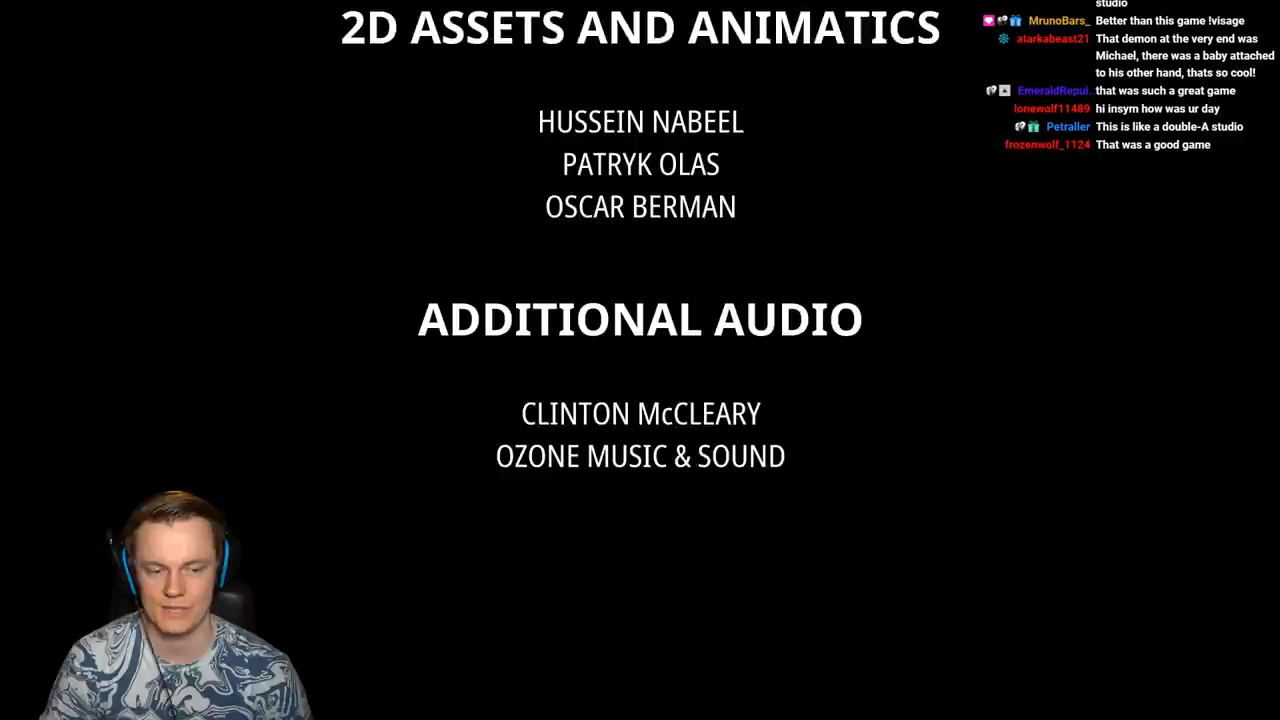 2D ASSETS AND ANIMATICS
HUSSEIN NABEEL
PATRYK OLAS
OSCAR BERMAN
ADDITIONAL AUDIO
CLINTON McCLEARY
OZONE MUSIC & SOUND
studio
MrunoBars_ Better than this game !visage
atarkabeast21 That demon at the very end was
Michael, there was a baby attached
to his other hand, thats so cool!
EmeraldRepul.. that was such a great game
lonewolf11489 hi insym how was ur day
Petraller This is like a double-A studio
frozenwolf_1124 That was a good game